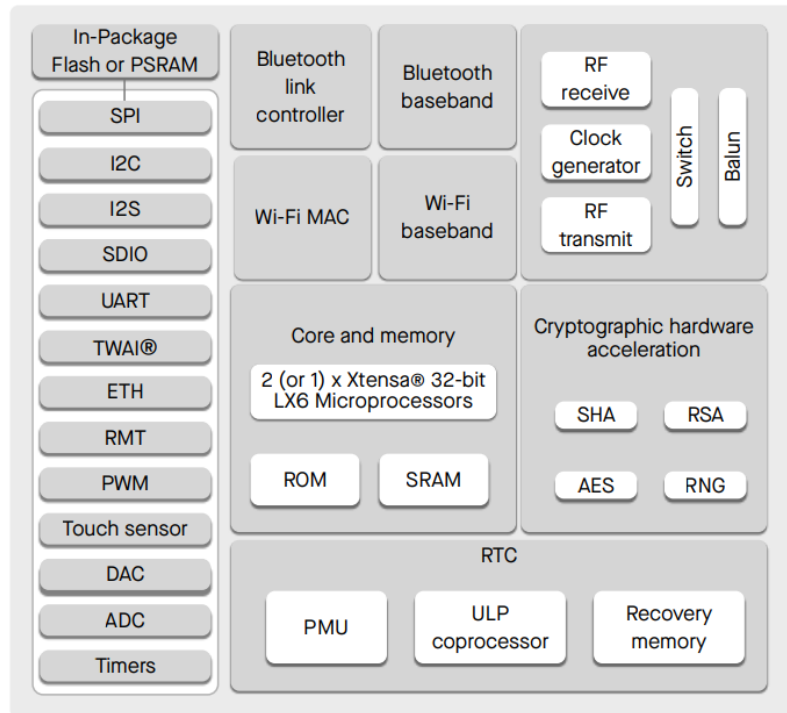 In-Package
Flash or PSRAM
SPI
I2C
I2S
SDIO
UART
TWAI®
ETH
RMT
PWM
Touch sensor
DAC
ADC
Timers
Bluetooth
link
controller
Bluetooth
baseband
Wi-Fi MAC
Wi-Fi
baseband
RF
receive
Clock
generator
RF
transmit
Switch
Balun
Core and memory
2 (or 1) x Xtensa® 32-bit
LX6 Microprocessors
ROM
SRAM
Cryptographic hardware
acceleration
SHA
RSA
AES
RNG
RTC
PMU
ULP
coprocessor
Recovery
memory